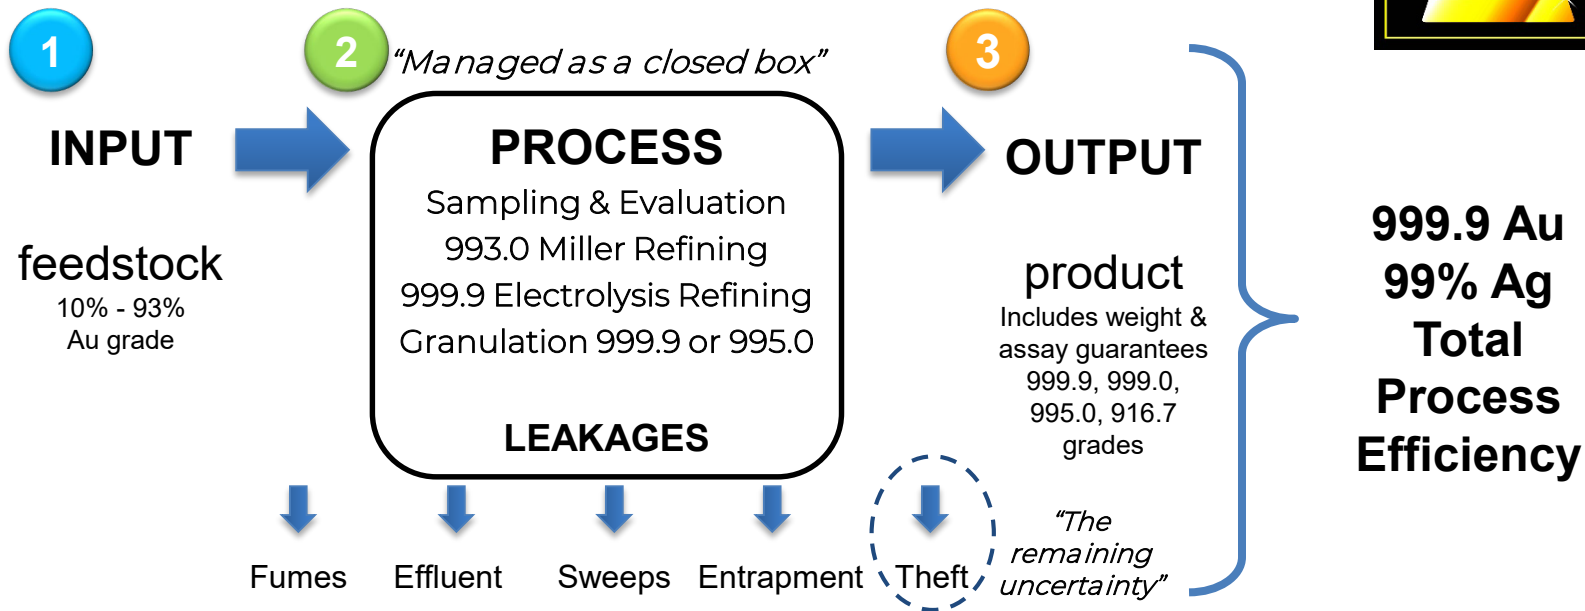 1
INPUT
feedstock
10% - 93%
Au grade
2
“Managed as a closed box”
PROCESS
Sampling & Evaluation
993.0 Miller Refining
999.9 Electrolysis Refining
Granulation 999.9 or 995.0
LEAKAGES
Fumes
Effluent
Sweeps
Entrapment
Theft
“The
remaining
uncertainty”
3
OUTPUT
product
Includes weight &
assay guarantees
999.9, 999.0,
995.0, 916.7
grades
999.9 Au
99% Ag
Total
Process
Efficiency